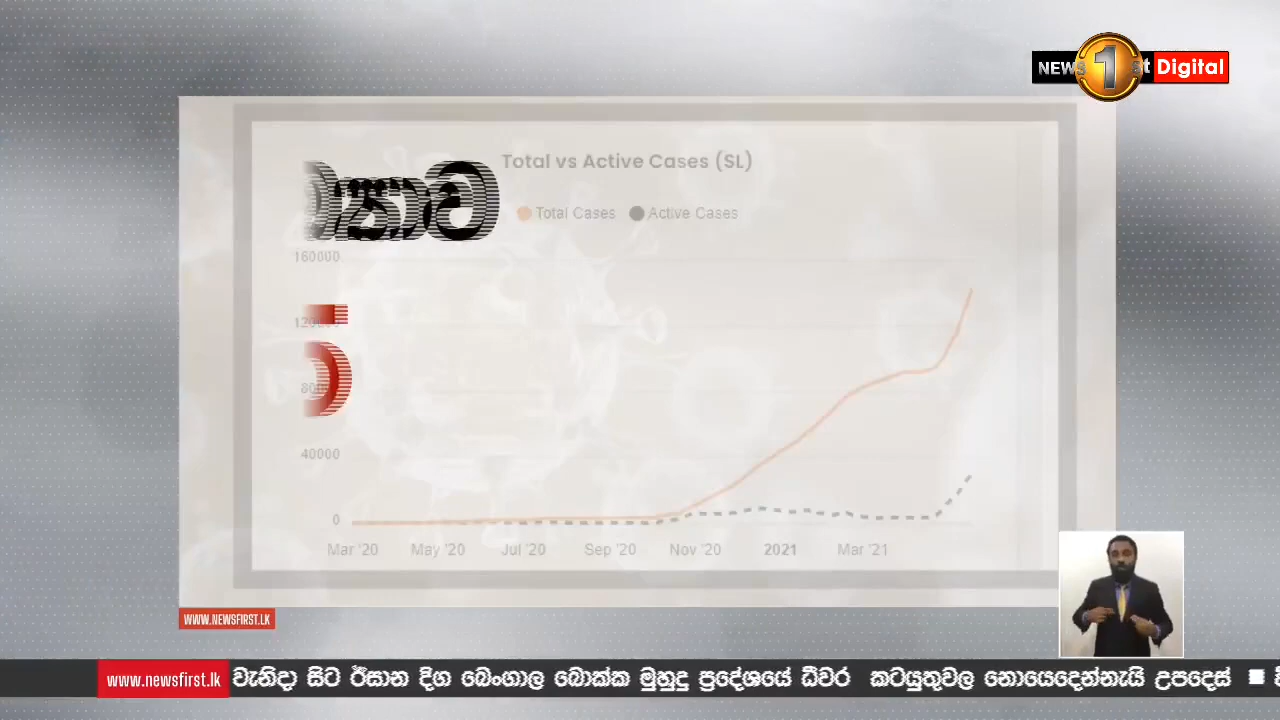 NEWS 1st Digital
Total vs Active Cases (SL)
Total Cases Active Cases
160000
40000
0
Mar '20 May '20 Jul '20 Sep '20 Nov '20 2021 Mar '21
WWW.NEWSFIRST.LK
www.newsfirst.lk වැනිදා සිට ඊසාන දිග බෙංගාල බොක්ක මුහුදු ප්‍රදේශයේ ධීවර කටයුතුවල නොයෙදෙන්නැයි උපදෙස්